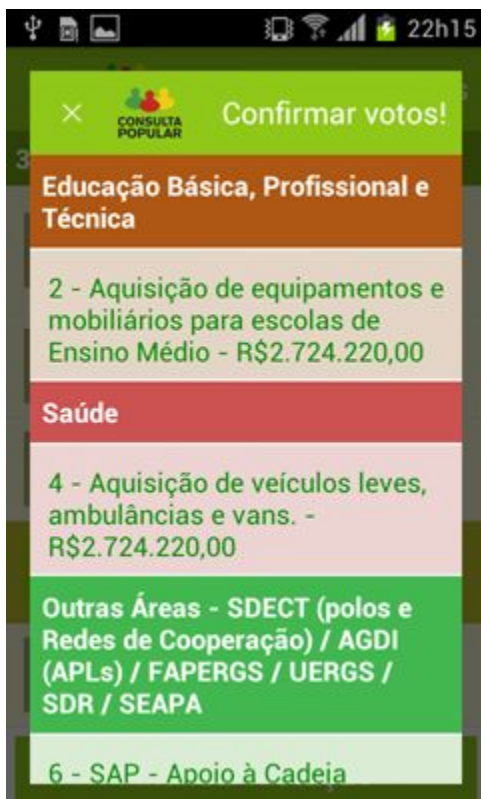 22h15
CONSULTA
POPULAR
Confirmar votos!
s
3
Educação Básica, Profissional e
Técnica
2 - Aquisição de equipamentos e
mobiliários para escolas de
Ensino Médio - R$2.724.220,00
Saúde
4 - Aquisição de veículos leves,
ambulâncias e vans. -
R$2.724.220,00
Outras Áreas - SDECT (polos e
Redes de Cooperação) / AGDI
(APLs) / FAPERGS / UERGS /
SDR / SEAPA
6 - SAP - Apoio à Cadeia